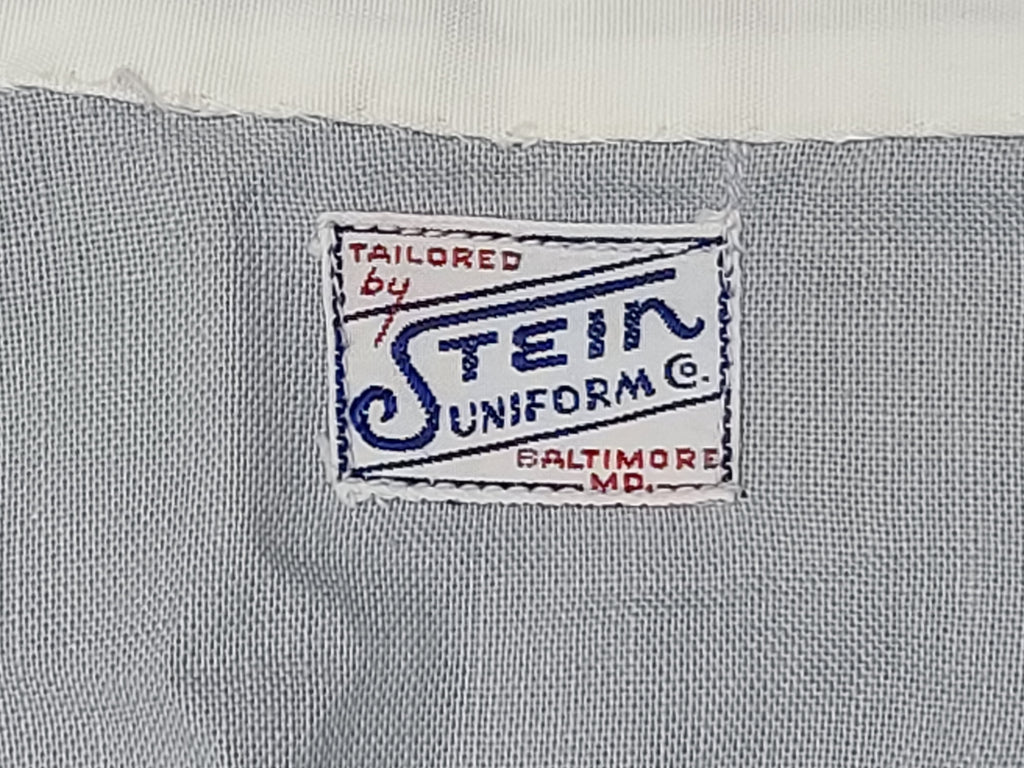 TAILORED
by
STEIN
UNIFORM Co.
BALTIMORE
MD.